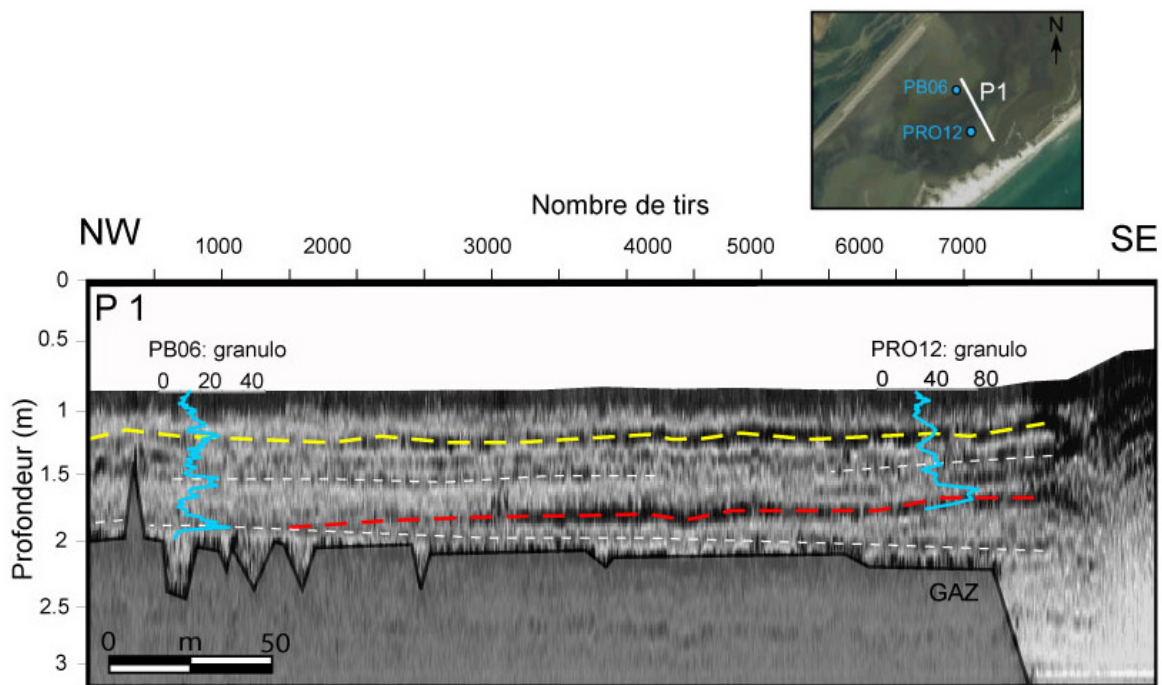 N
PB06
P1
PRO12
Nombre de tirs
NW
SE
1000 2000 3000 4000 5000 6000 7000
0
P 1
0.5
PB06: granulo
PRO12: granulo
0 20 40
0 40 80
1
Profondeur (m)
1.5
2
GAZ
2.5
0 m 50
3